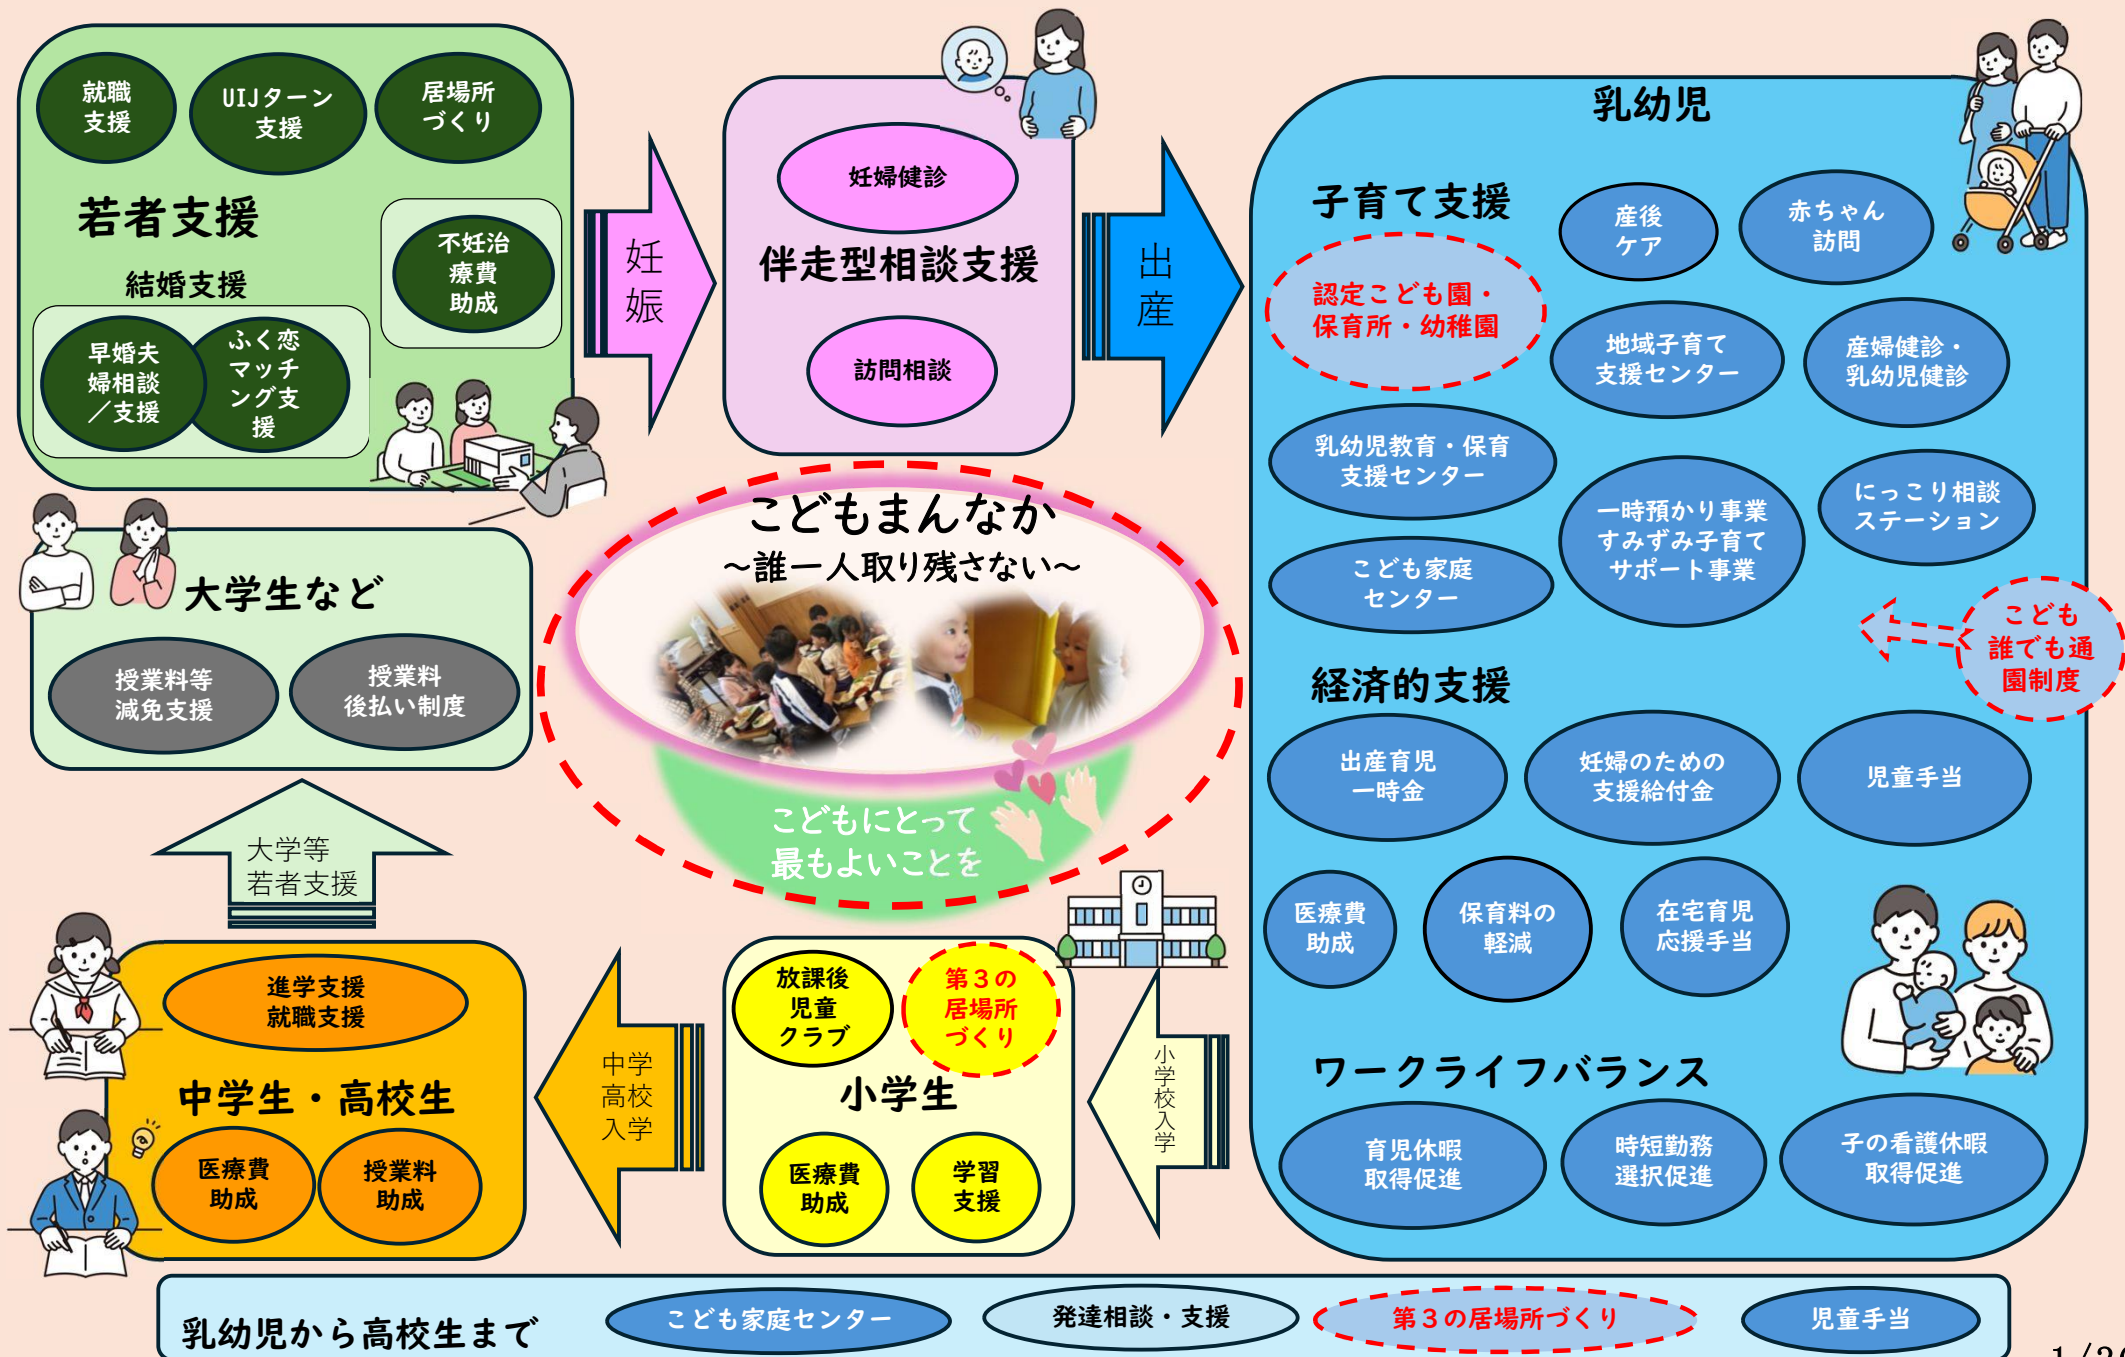 就職
支援
UIJターン
支援
居場所
づくり
若者支援
不妊治
療費
助成
結婚支援
早婚夫
婦相談
／支援
ふく恋
マッチ
ング支
援
妊
娠
妊婦健診
伴走型相談支援
訪問相談
出
産
乳幼児
子育て支援
産後
ケア
赤ちゃん
訪問
認定こども園・
保育所・幼稚園
地域子育て
支援センター
産婦健診・
乳幼児健診
乳幼児教育・保育
支援センター
一時預かり事業
すみずみ子育て
サポート事業
にっこり相談
ステーション
こども家庭
センター
こども
誰でも通
園制度
経済的支援
出産育児
一時金
妊婦のための
支援給付金
児童手当
医療費
助成
保育料の
軽減
在宅育児
応援手当
ワークライフバランス
育児休暇
取得促進
時短勤務
選択促進
子の看護休暇
取得促進
こどもまんなか
～誰一人取り残さない～
こどもにとって
最もよいことを
小学校入学
放課後
児童
クラブ
第３の
居場所
づくり
小学生
医療費
助成
学習
支援
中学
高校
入学
進学支援
就職支援
中学生・高校生
医療費
助成
授業料
助成
大学等
若者支援
大学生など
授業料等
減免支援
授業料
後払い制度
乳幼児から高校生まで
こども家庭センター
発達相談・支援
第３の居場所づくり
児童手当